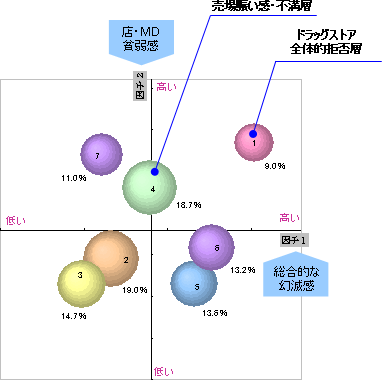 売場賑い感・不満層
店・MD
貧弱感
ドラッグストア
全体的拒否層
因子2
高い
1
9.0%
7
11.0%
4
18.7%
低い
高い
因子1
6
13.2%
2
19.0%
3
14.7%
5
13.6%
総合的な
幻滅感
低い